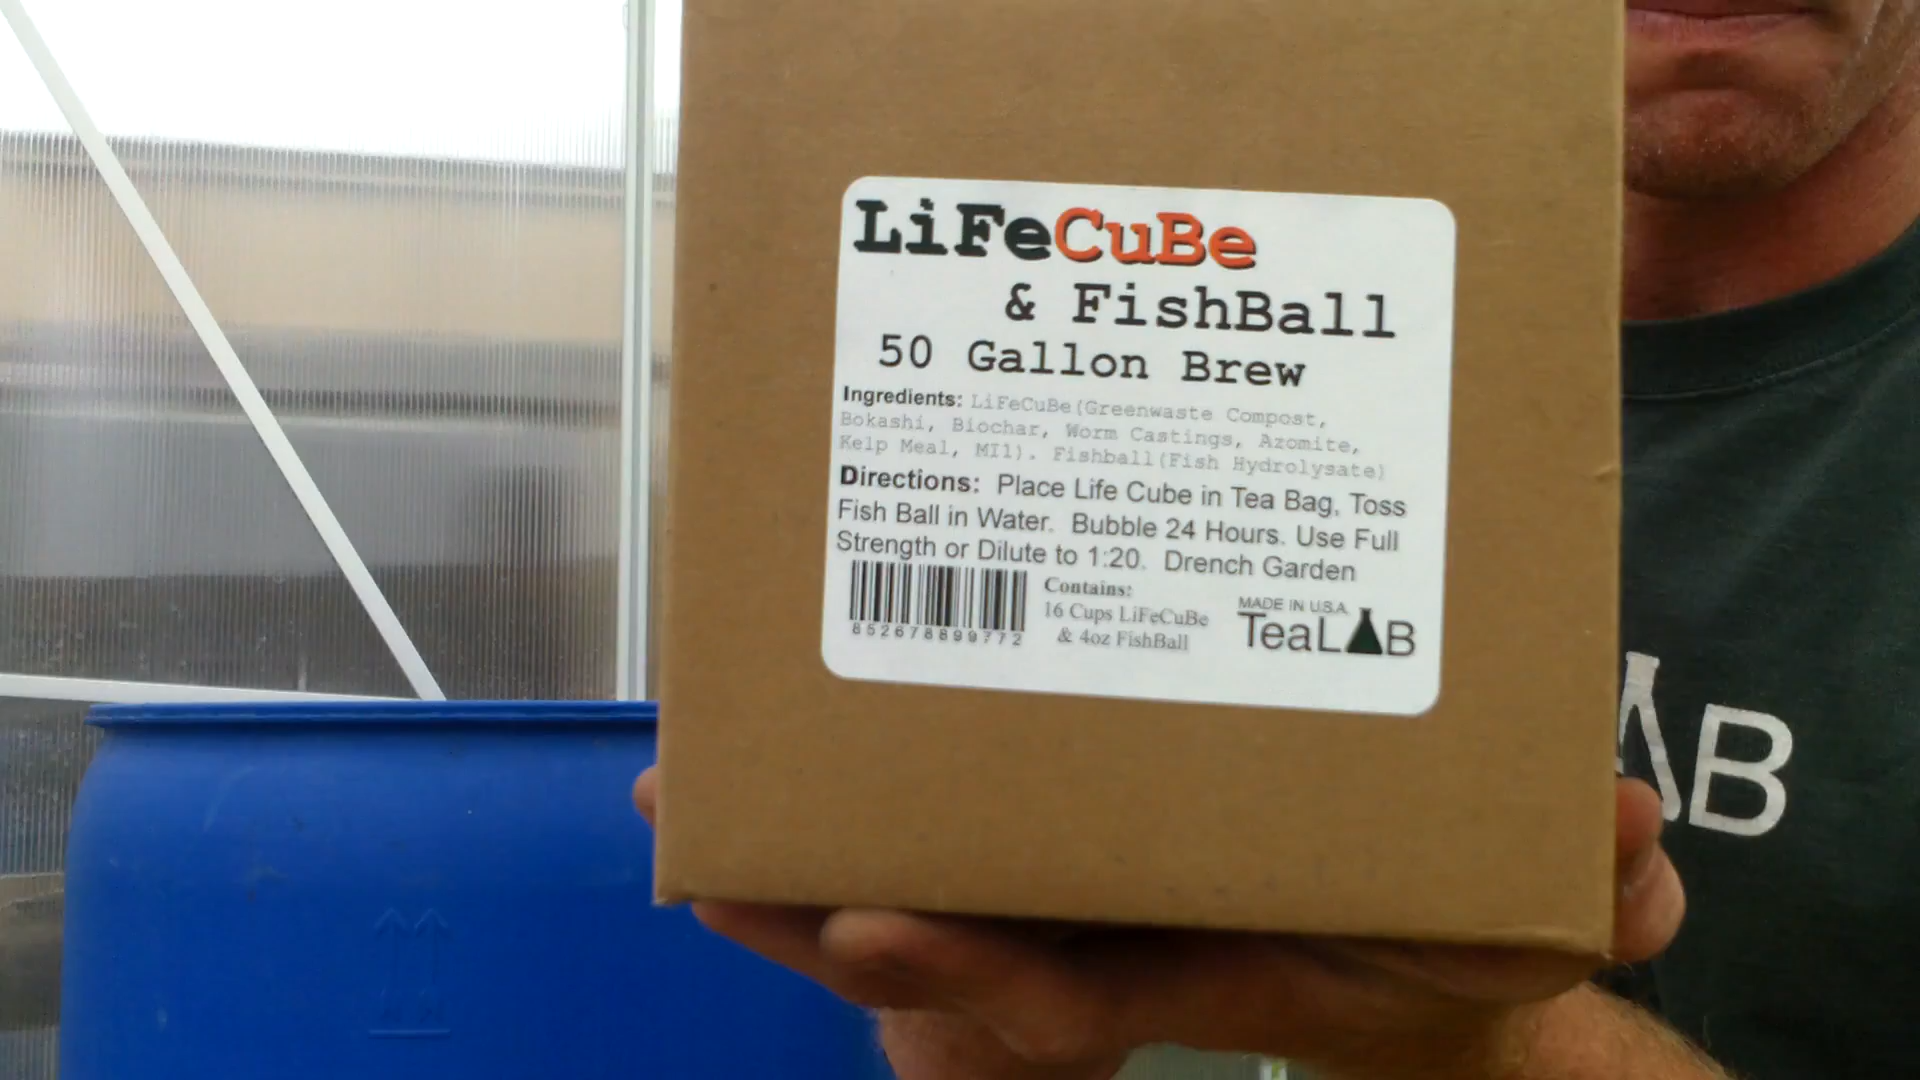 LiFeCuBe
& FishBall
50 Gallon Brew
Ingredients: LiFeCuBe(Greenwaste Compost,
Bokashi, Biochar, Worm Castings, Azomite,
Kelp Meal, MI1). Fishball(Fish Hydrolysate)
Directions: Place Life Cube in Tea Bag, Toss
Fish Ball in Water. Bubble 24 Hours. Use Full
Strength or Dilute to 1:20. Drench Garden
852678899772
Contains:
16 Cups LiFeCuBe
& 4oz FishBall
MADE IN U.S.A.
TeaLAB
AB